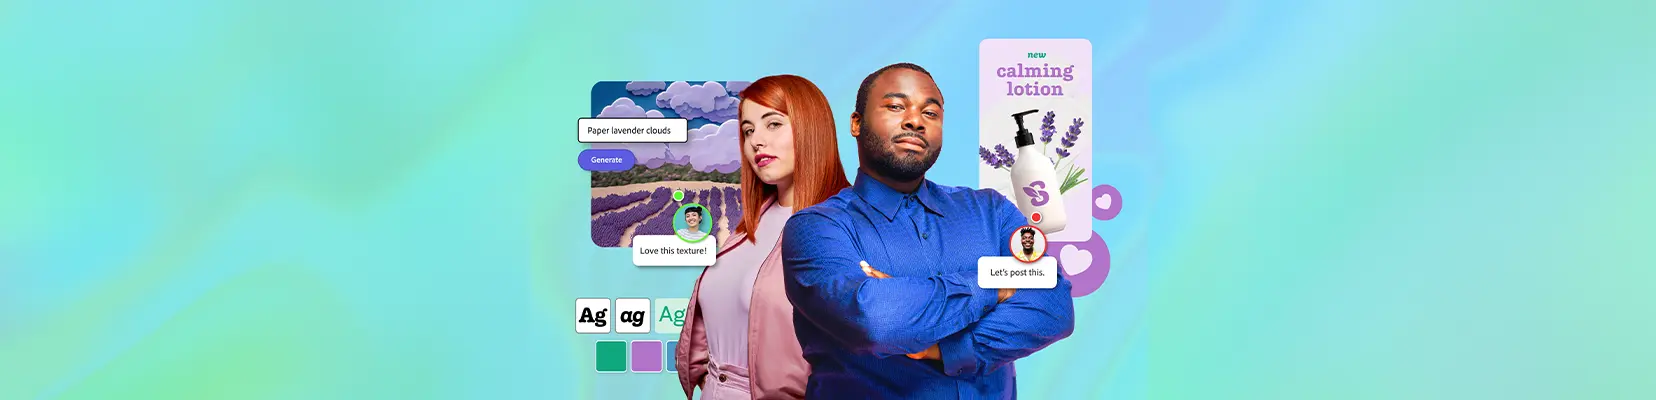 Paper lavender clouds
Generate
Love this texture!
Ag
ag
Ag
new
calming
lotion
S
Let's post this.